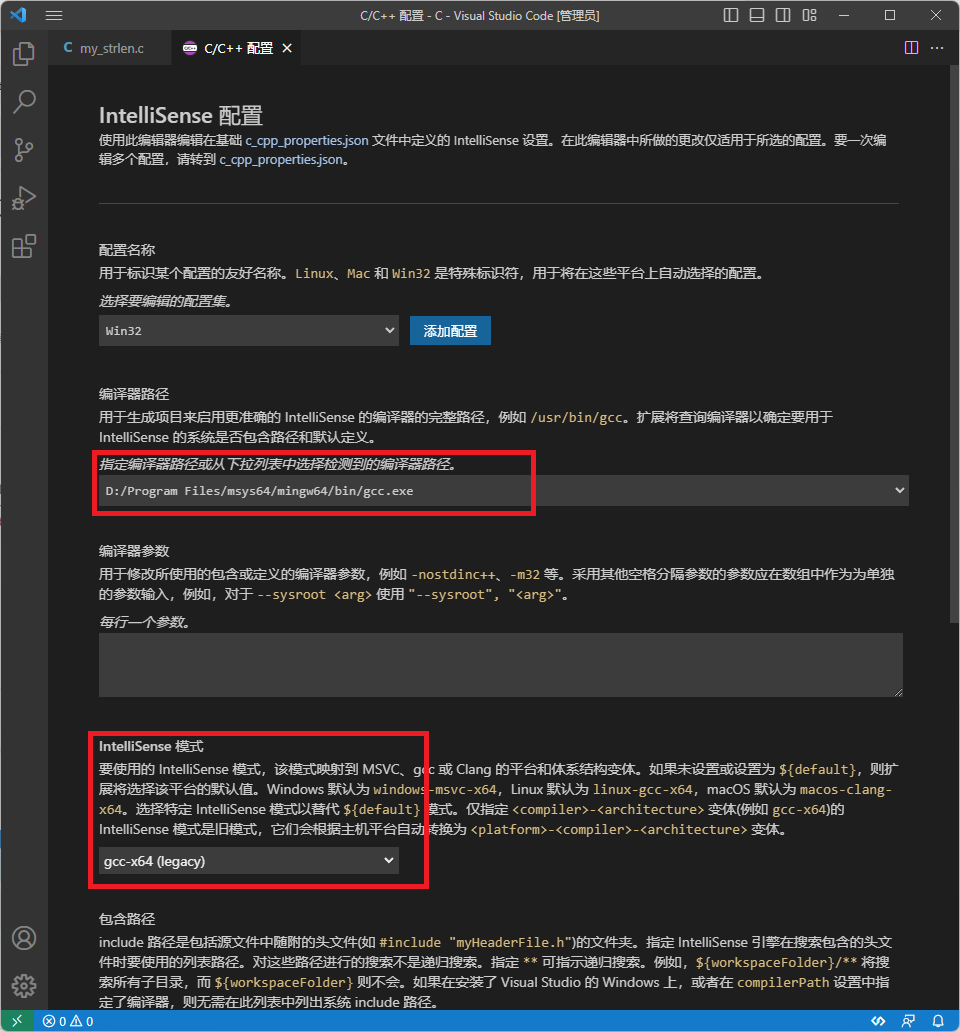 C/C++ 配置 - C - Visual Studio Code [管理员]
C my_strlen.c
C/C++ 配置
IntelliSense 配置
使用此编辑器编辑在基础 c_cpp_properties.json 文件中定义的 IntelliSense 设置。在此编辑器中所做的更改仅适用于所选的配置。要一次编
辑多个配置，请转到 c_cpp_properties.json。
配置名称
用于标识某个配置的友好名称。Linux、Mac 和 Win32 是特殊标识符，用于将在这些平台上自动选择的配置。
选择要编辑的配置集。
Win32
添加配置
编译器路径
用于生成项目来启用更准确的 IntelliSense 的编译器的完整路径，例如 /usr/bin/gcc。扩展将查询编译器以确定要用于
IntelliSense 的系统是否包含路径和默认定义。
指定编译器路径或从下拉列表中选择检测到的编译器路径。
D:/Program Files/msys64/mingw64/bin/gcc.exe
编译器参数
用于修改所使用的包含或定义的编译器参数，例如 -nostdinc++、-m32 等。采用其他空格分隔参数的参数应在数组中作为为单独
的参数输入，例如，对于 --sysroot <arg> 使用 "--sysroot", "<arg>"。
每行一个参数。
IntelliSense 模式
要使用的 IntelliSense 模式，该模式映射到 MSVC、gcc 或 Clang 的平台和体系结构变体。如果未设置或设置为 ${default}，则扩
展将选择该平台的默认值。Windows 默认为 windows-msvc-x64，Linux 默认为 linux-gcc-x64，macOS 默认为 macos-clang-
x64。选择特定 IntelliSense 模式以替代 ${default} 模式。仅指定 <compiler>-<architecture> 变体(例如 gcc-x64)的
IntelliSense 模式是旧模式，它们会根据主机平台自动转换为 <platform>-<compiler>-<architecture> 变体。
gcc-x64 (legacy)
包含路径
include 路径是包括源文件中随附的头文件(如 #include "myHeaderFile.h")的文件夹。指定 IntelliSense 引擎在搜索包含的头文
件时要使用的列表路径。对这些路径进行的搜索不是递归搜索。指定 ** 可指示递归搜索。例如，${workspaceFolder}/** 将搜
索所有子目录，而 ${workspaceFolder} 则不会。如果在安装了 Visual Studio 的 Windows 上，或者在 compilerPath 设置中指
定了编译器，则无需在此列表中列出系统 include 路径。
0 0